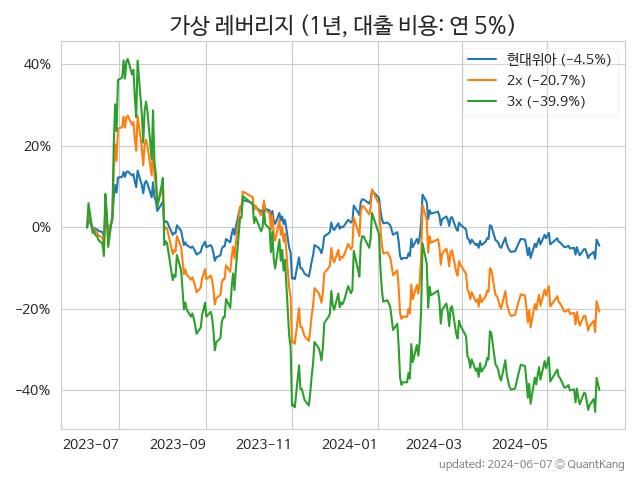 가상 레버리지 (1년, 대출 비용: 연 5%)
현대위아 (−4.5%)
2x (−20.7%)
3x (−39.9%)
40%
20%
0%
−20%
−40%
2023-07 2023-09 2023-11 2024-01 2024-03 2024-05
updated: 2024-06-07 © QuantKang